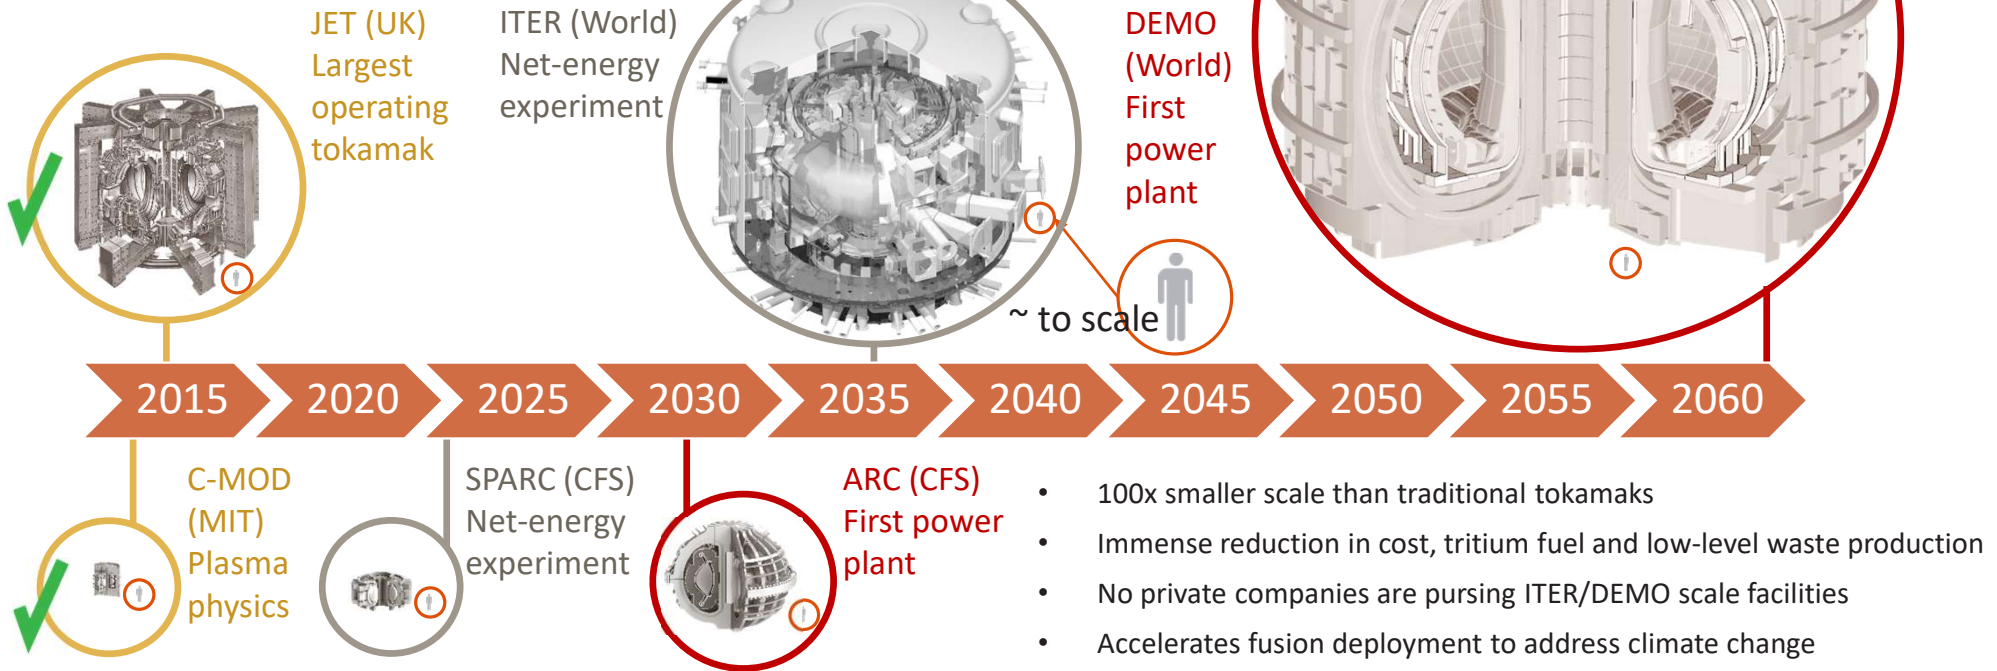 JET (UK)
Largest
operating
tokamak
ITER (World)
Net-energy
experiment
DEMO
(World)
First
power
plant
~ to scale
2015
2020
2025
2030
2035
2040
2045
2050
2055
2060
C-MOD
(MIT)
Plasma
physics
SPARC (CFS)
Net-energy
experiment
ARC (CFS)
First power
plant
• 100x smaller scale than traditional tokamaks
• Immense reduction in cost, tritium fuel and low-level waste production
• No private companies are pursing ITER/DEMO scale facilities
• Accelerates fusion deployment to address climate change